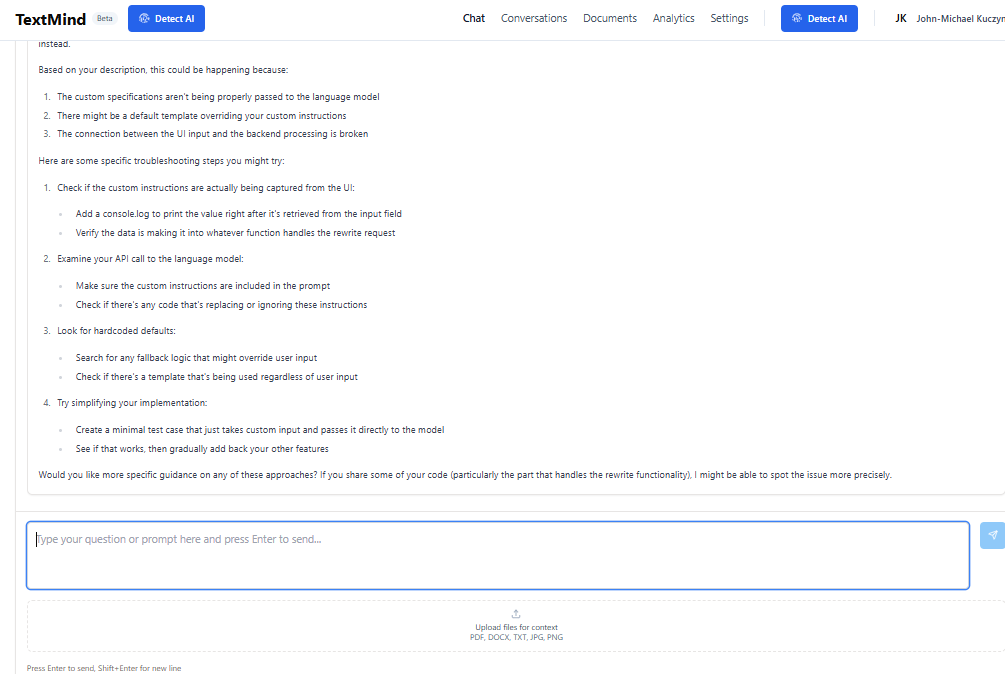 TextMind Beta Detect AI Chat Conversations Documents Analytics Settings Detect AI JK John-Michael Kuczyn
instead.
Based on your description, this could be happening because:
1. The custom specifications aren't being properly passed to the language model
2. There might be a default template overriding your custom instructions
3. The connection between the UI input and the backend processing is broken
Here are some specific troubleshooting steps you might try:
1. Check if the custom instructions are actually being captured from the UI:
Add a console.log to print the value right after it's retrieved from the input field
Verify the data is making it into whatever function handles the rewrite request
2. Examine your API call to the language model:
Make sure the custom instructions are included in the prompt
Check if there's any code that's replacing or ignoring these instructions
3. Look for hardcoded defaults:
Search for any fallback logic that might override user input
Check if there's a template that's being used regardless of user input
4. Try simplifying your implementation:
Create a minimal test case that just takes custom input and passes it directly to the model
See if that works, then gradually add back your other features
Would you like more specific guidance on any of these approaches? If you share some of your code (particularly the part that handles the rewrite functionality), I might be able to spot the issue more precisely.
Type your question or prompt here and press Enter to send...
Upload files for context
PDF, DOCX, TXT, JPG, PNG
Press Enter to send, Shift+Enter for new line